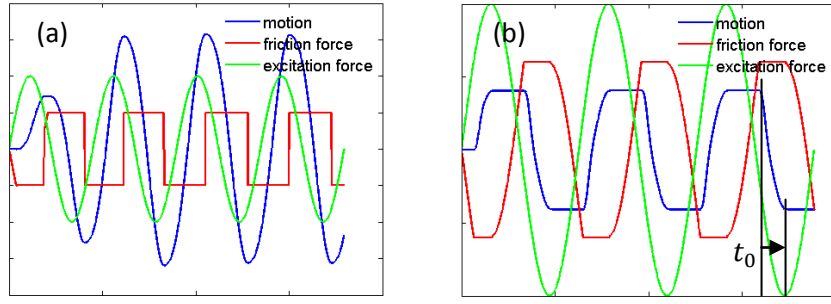 (a)
motion
friction force
excitation force
(b)
motion
friction force
excitation force
t₀